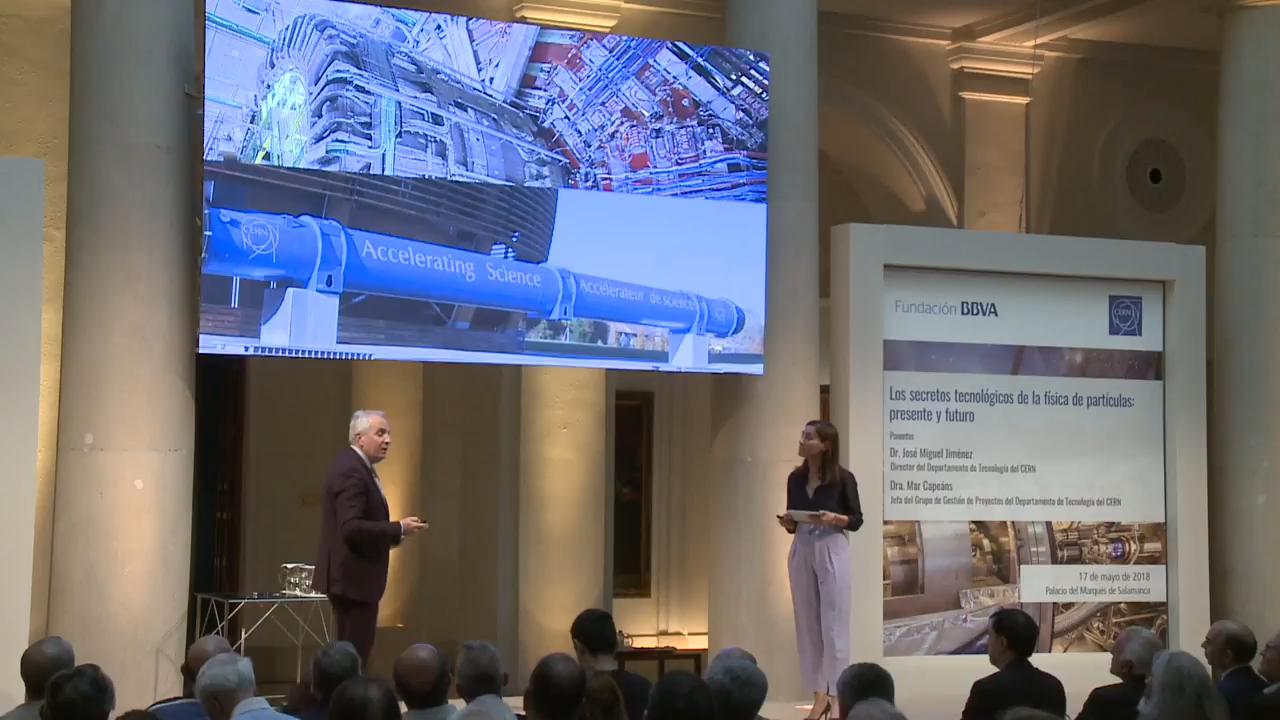 CERN
Accelerating Science
Accélérateur de science
Fundación BBVA
CERN
Los secretos tecnológicos de la física de partículas:
presente y futuro
Ponentes
Dr. José Miguel Jiménez
Director del Departamento de Tecnología del CERN
Dra. Mar Capeáns
Jefa del Grupo de Gestión de Proyectos del Departamento de Tecnología del CERN
17 de mayo de 2018
Palacio del Marqués de Salamanca